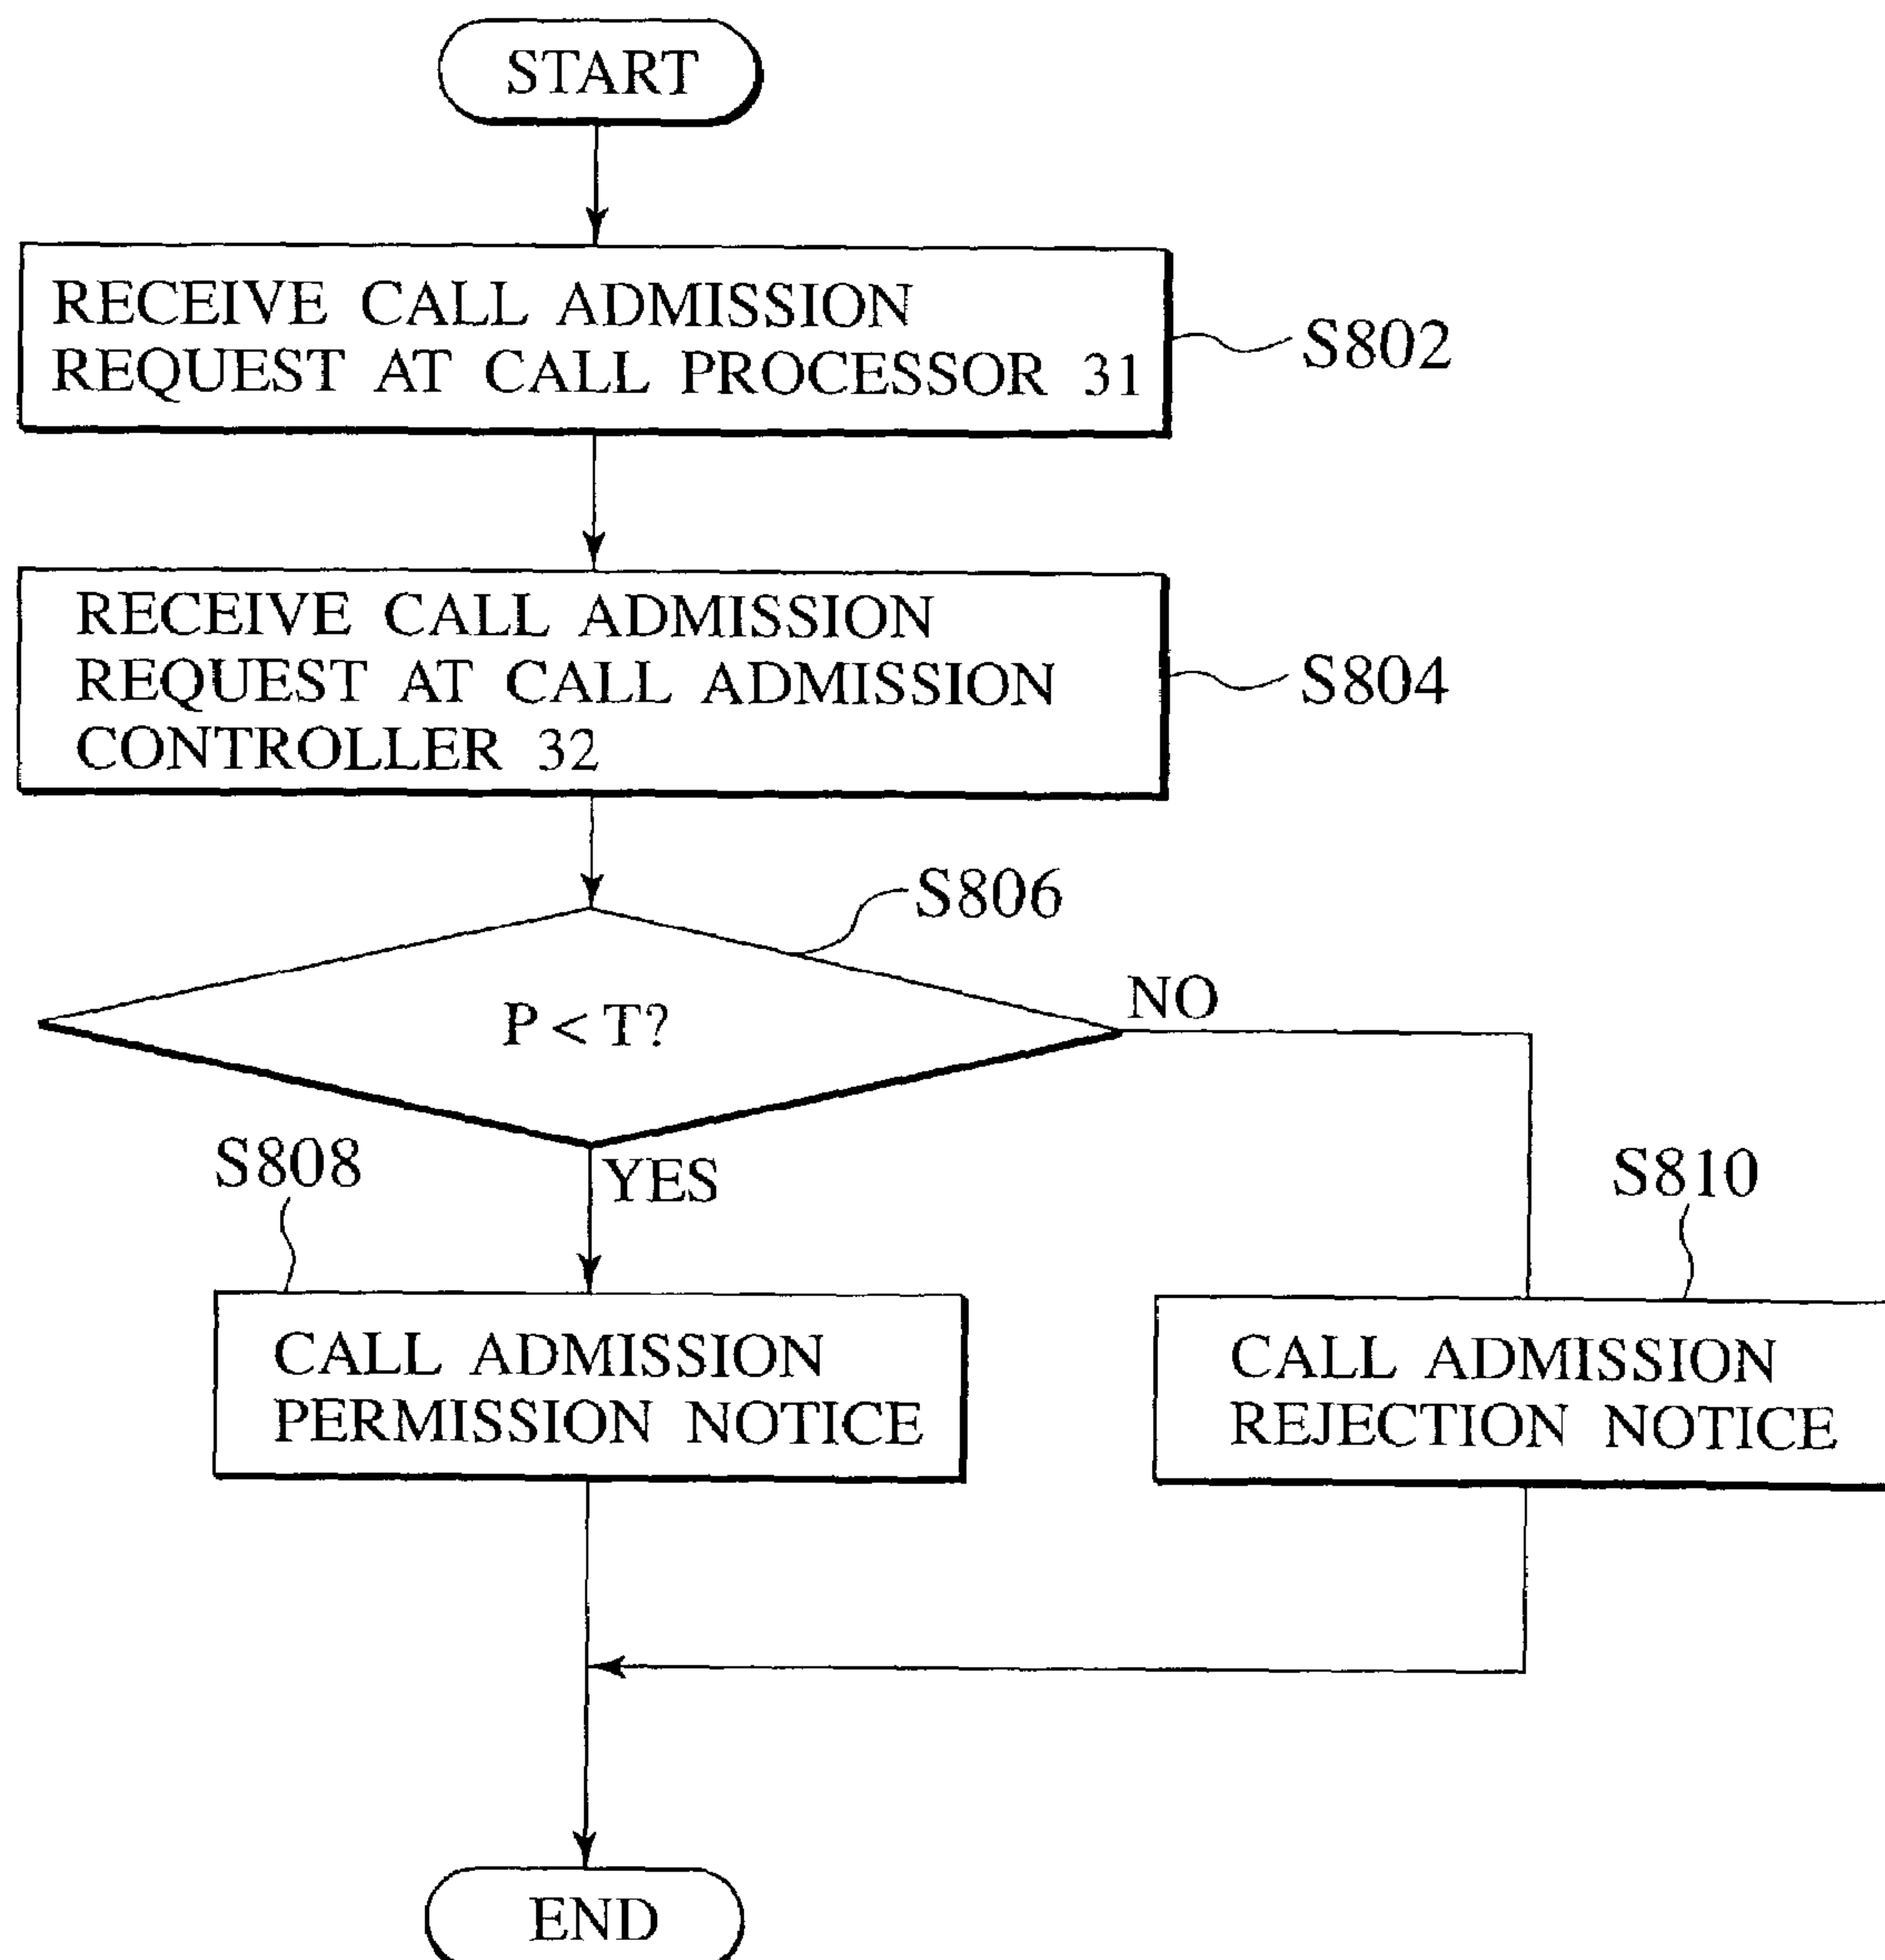 START
RECEIVE CALL ADMISSION
REQUEST AT CALL PROCESSOR 31
S802
RECEIVE CALL ADMISSION
REQUEST AT CALL ADMISSION
CONTROLLER 32
S804
S806
P < T?
NO
YES
S808
CALL ADMISSION
PERMISSION NOTICE
S810
CALL ADMISSION
REJECTION NOTICE
END